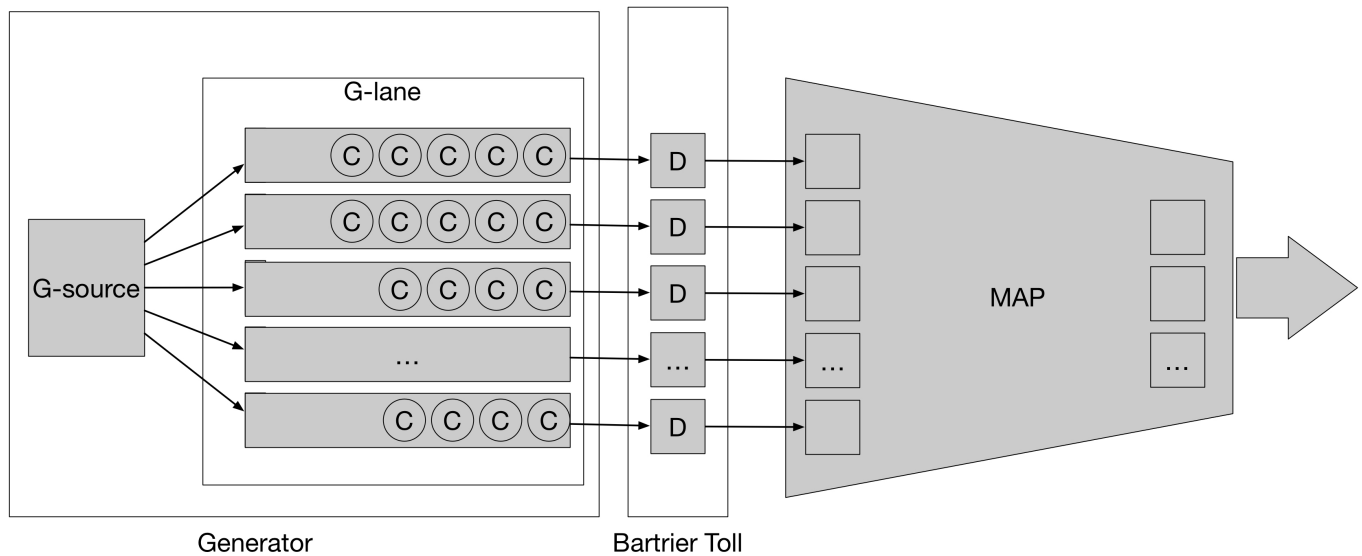 G-lane
C C C C C
D
C C C C C
D
G-source
C C C C
D
MAP
...
...
...
...
C C C C
D
Generator
Bartrier Toll